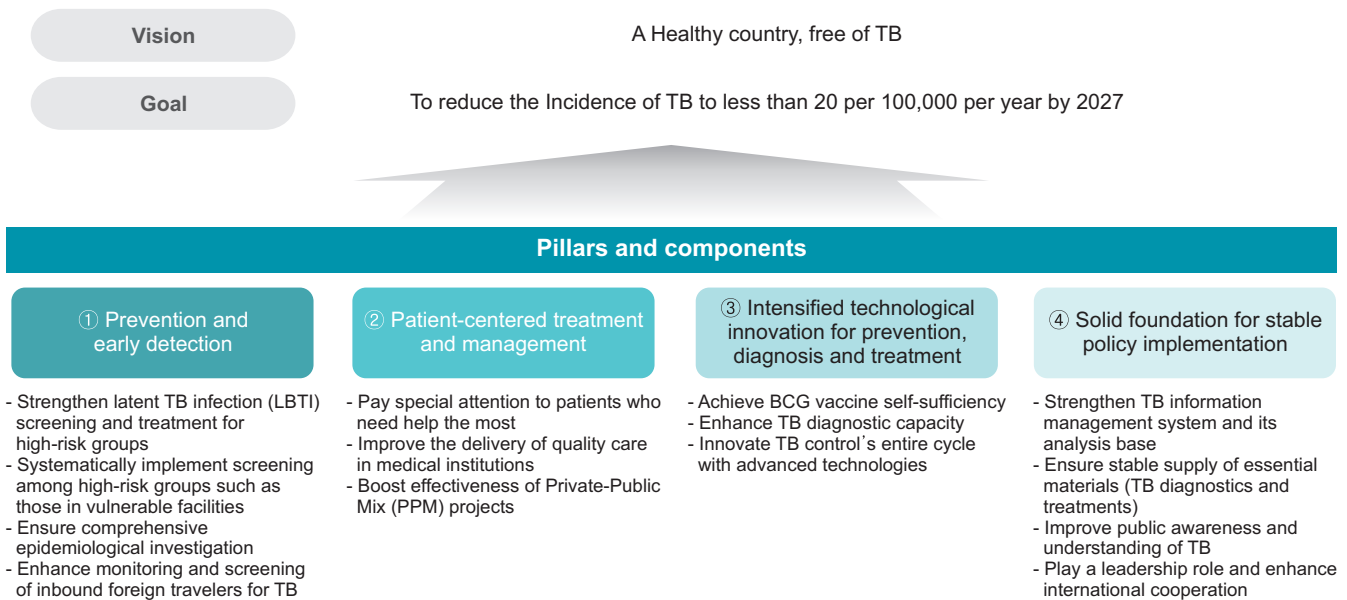 Vision
A Healthy country, free of TB
Goal
To reduce the Incidence of TB to less than 20 per 100,000 per year by 2027
Pillars and components
① Prevention and
early detection
- Strengthen latent TB infection (LBTI)
screening and treatment for
high-risk groups
- Systematically implement screening
among high-risk groups such as
those in vulnerable facilities
- Ensure comprehensive
epidemiological investigation
- Enhance monitoring and screening
of inbound foreign travelers for TB
② Patient-centered treatment
and management
- Pay special attention to patients who
need help the most
- Improve the delivery of quality care
in medical institutions
- Boost effectiveness of Private-Public
Mix (PPM) projects
③ Intensified technological
innovation for prevention,
diagnosis and treatment
- Achieve BCG vaccine self-sufficiency
- Enhance TB diagnostic capacity
- Innovate TB control's entire cycle
with advanced technologies
④ Solid foundation for stable
policy implementation
- Strengthen TB information
management system and its
analysis base
- Ensure stable supply of essential
materials (TB diagnostics and
treatments)
- Improve public awareness and
understanding of TB
- Play a leadership role and enhance
international cooperation